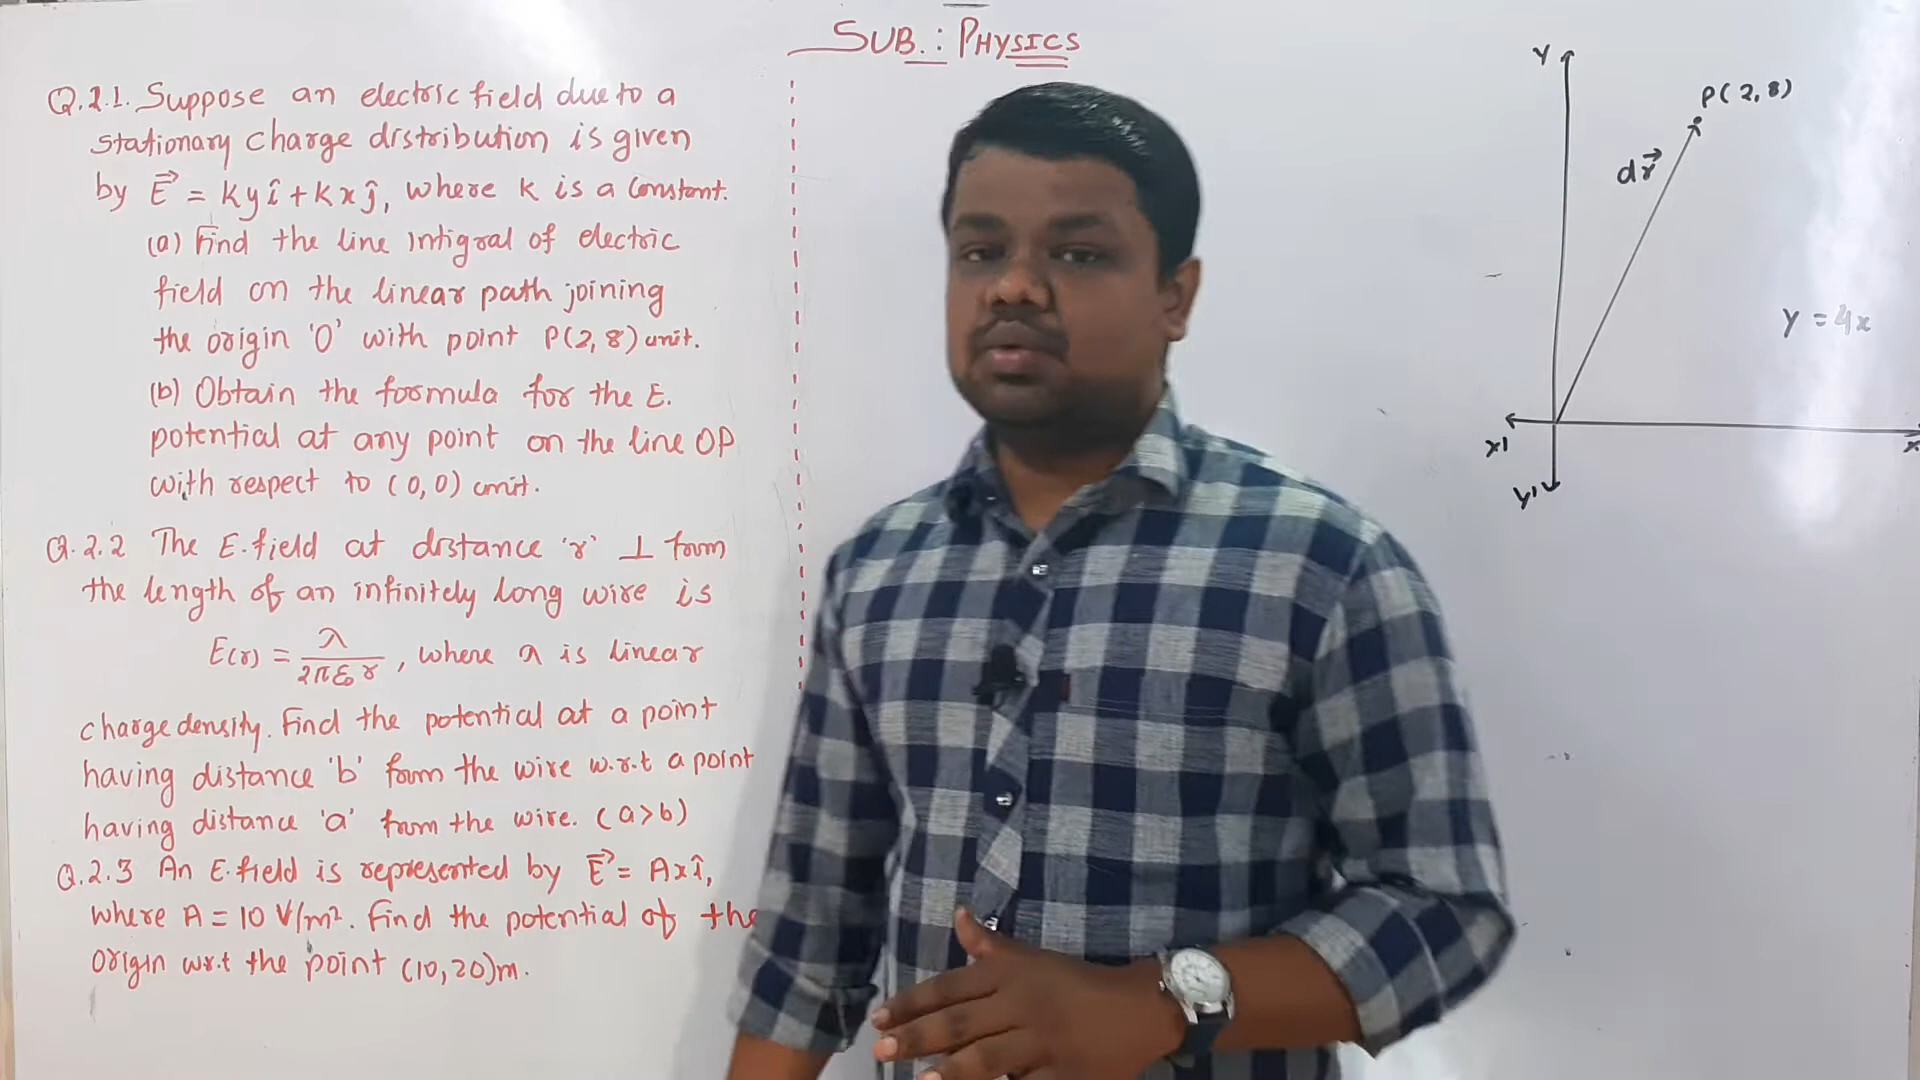 SUB.: PHYSICS
Q.2.1. Suppose an electric field due to a
stationary charge distribution is given
by E⃗ = kyî + kxĵ, where k is a constant.
(a) Find the line intigral of electric
field on the linear path joining
the origin 'O' with point P(2,8) unit.
(b) Obtain the formula for the E.
potential at any point on the line OP
with respect to (0,0) unit.
Q.2.2 The E.field at distance 'r' ⊥ from
the length of an infinitely long wire is
E(r) = λ/2πε₀r, where λ is linear
charge density. Find the potential at a point
having distance 'b' from the wire w.r.t a point
having distance 'a' from the wire. (a>b)
Q.2.3 An E.field is represented by E⃗ = Axî,
where A = 10 V/m². Find the potential of the
origin w.r.t the point (10,20)m.
Y
P(2,8)
dr⃗
y = 4x
x'
x
y'